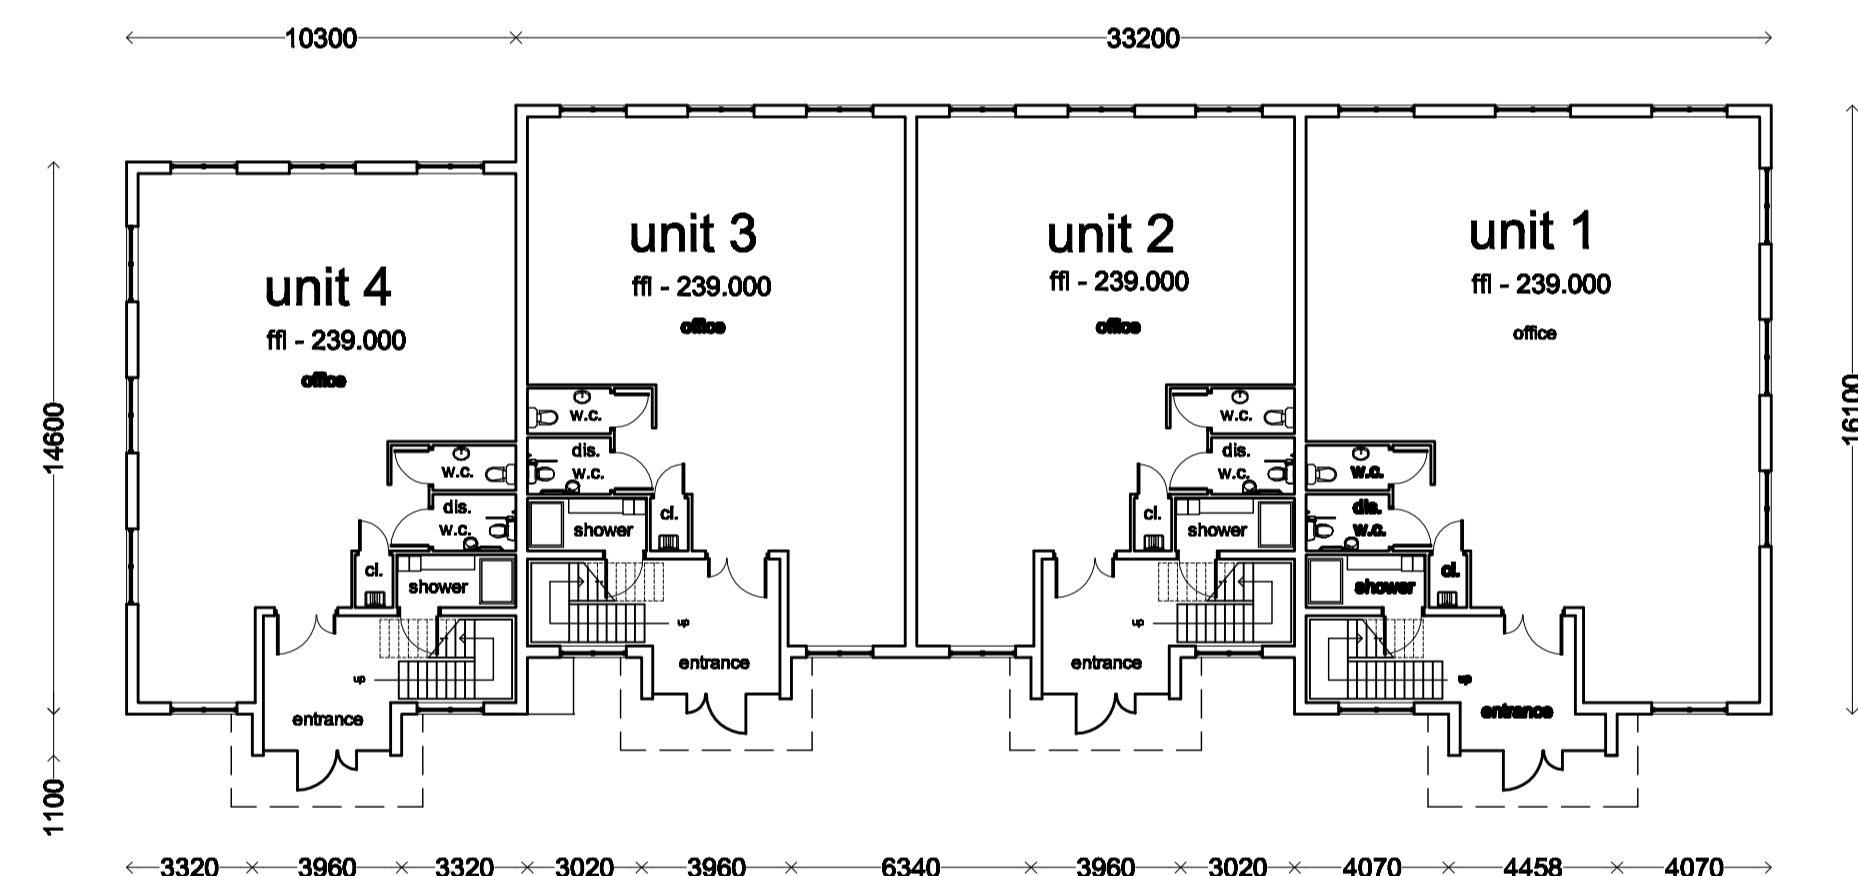 10300
33200
unit 4
ffl - 239.000
office
unit 3
ffl - 239.000
office
unit 2
ffl - 239.000
office
unit 1
ffl - 239.000
office
14600
16100
1100
w.c.
dis.
w.c.
cl.
shower
up
entrance
w.c.
dis.
w.c.
cl.
shower
up
entrance
w.c.
dis.
w.c.
cl.
shower
up
entrance
w.c.
dis.
w.c.
cl.
shower
up
entrance
3320
3960
3320
3020
3960
6340
3960
3020
4070
4458
4070